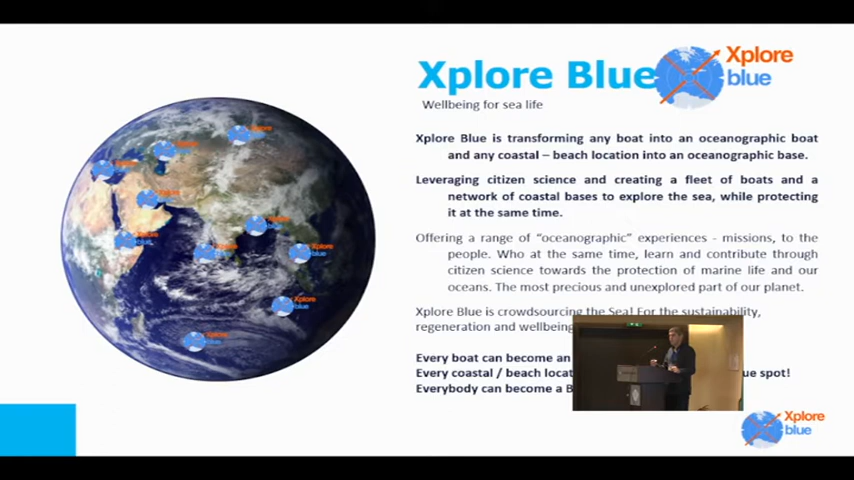 Xplore Blue
Xplore
blue
Wellbeing for sea life
Xplore Blue is transforming any boat into an oceanographic boat
and any coastal – beach location into an oceanographic base.
Leveraging citizen science and creating a fleet of boats and a
network of coastal bases to explore the sea, while protecting
it at the same time.
Offering a range of “oceanographic” experiences - missions, to the
people. Who at the same time, learn and contribute through
citizen science towards the protection of marine life and our
oceans. The most precious and unexplored part of our planet.
Xplore Blue is crowdsourcing the Sea! For the sustainability,
regeneration and wellbeing
Every boat can become an
Every coastal / beach locat ue spot!
Everybody can become a B
Xplore
blue